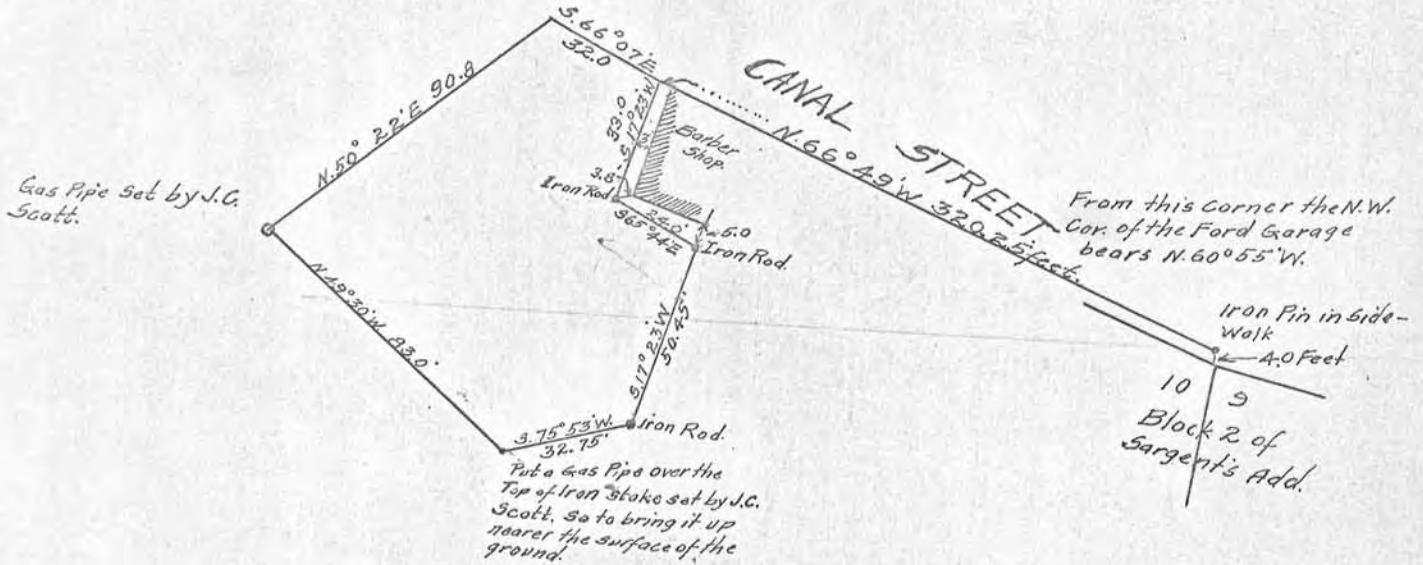 S.66°07'E
32.0
CANAL
STREET
N.66°49'W 320.25 feet.
N.50° 22'E 90.8
33.0
S.17°23'W
Barber
Shop
3.8
Iron Rod
24.0'
S65°44'E
5.0
Iron Rod.
Gas Pipe Set by J.C.
Scott.
From this corner the N.W.
Cor. of the Ford Garage
bears N.60°55'W.
Iron Pin in Side-
Walk
4.0 Feet
10 9
Block 2 of
Sargent's Add.
N49°30'W 83.0'
S.17°23'W
50.45'
S.75°53'W.
32.75'
Iron Rod.
Put a Gas Pipe over the
Top of Iron stake set by J.C.
Scott. So to bring it up
nearer the surface of the
ground.